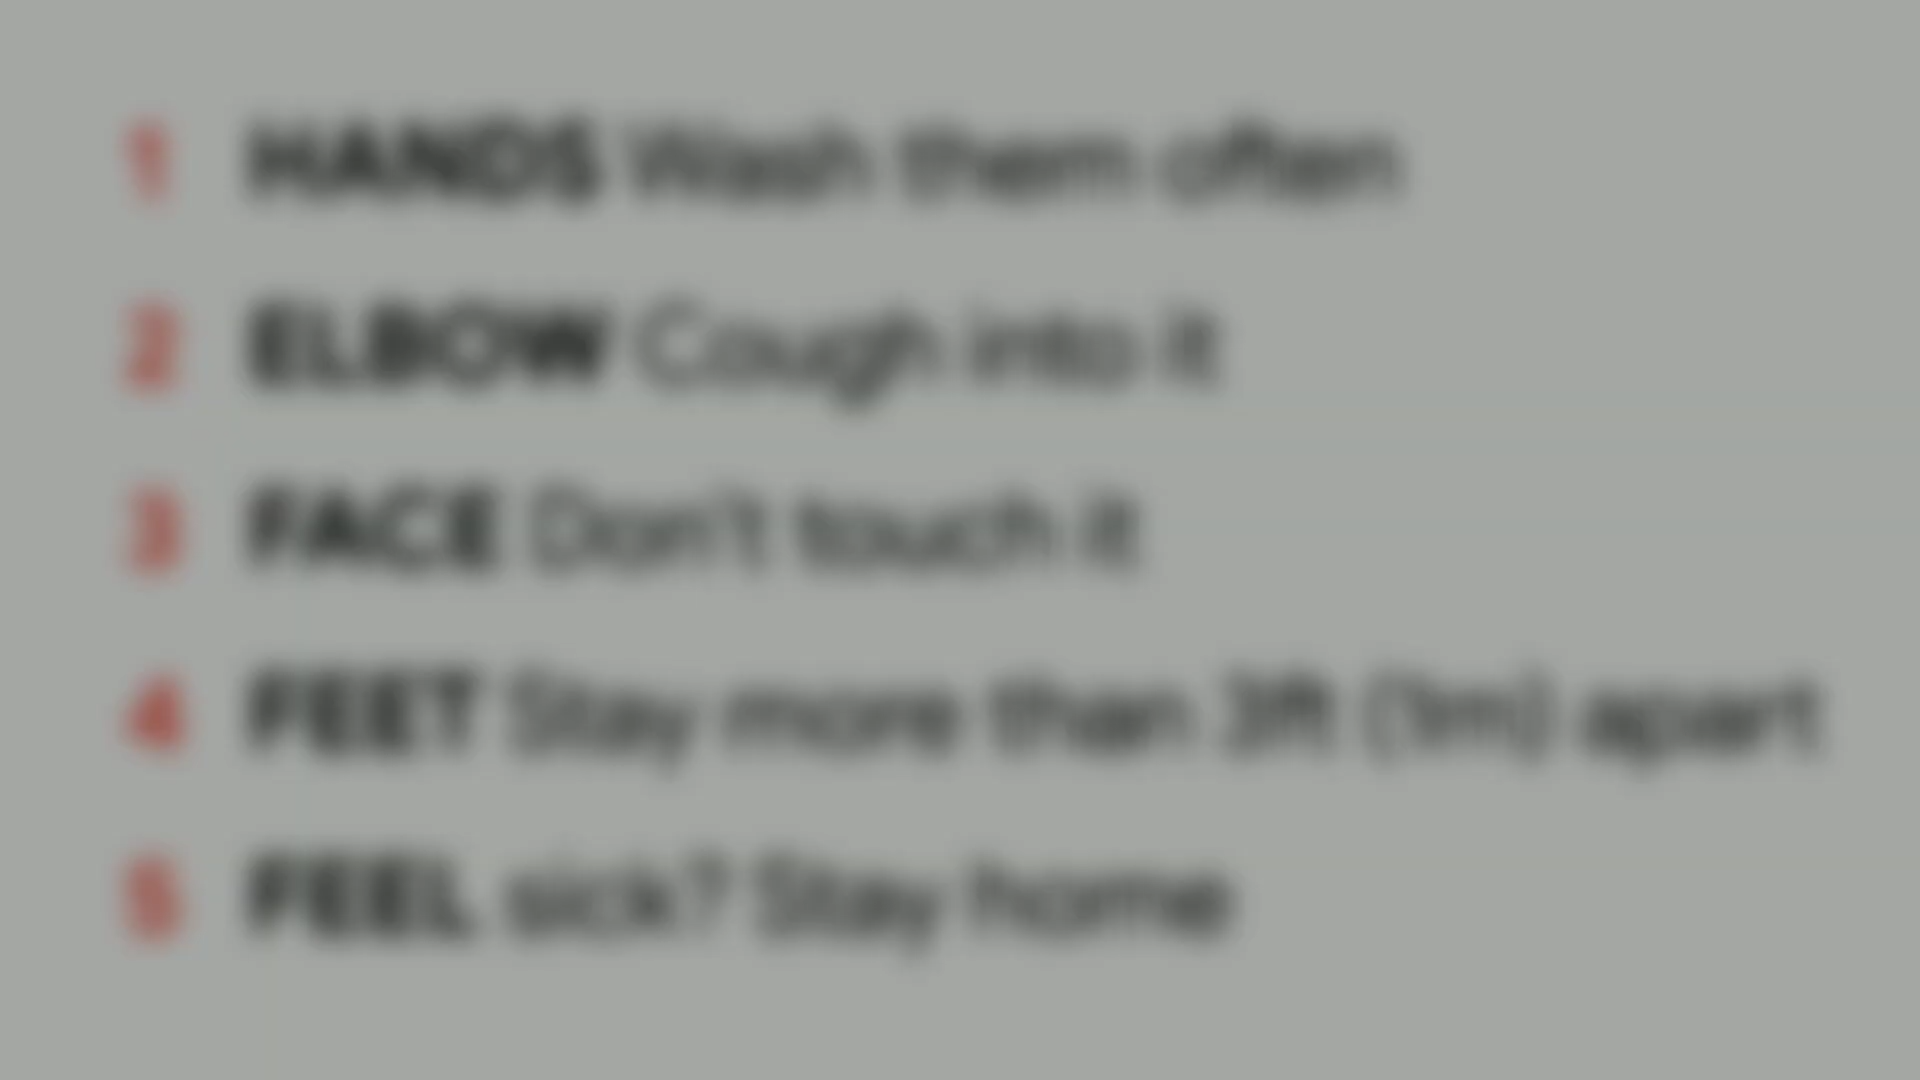 1 HANDS Wash them often
2 ELBOW Cough into it
3 FACE Don't touch it
4 FEET Stay more than 3ft (1m) apart
5 FEEL sick? Stay home